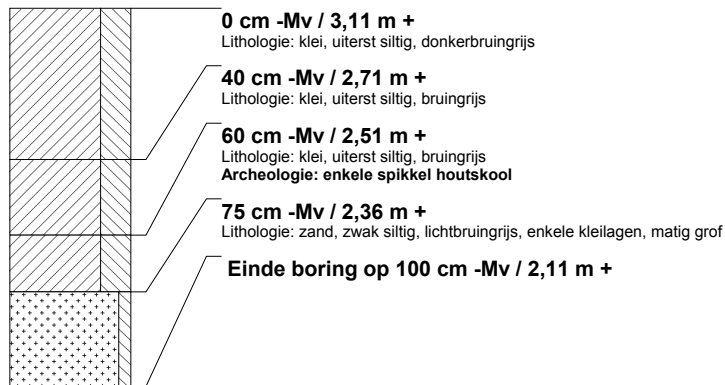 0 cm -Mv / 3,11 m +
Lithologie: klei, uiterst siltig, donkerbruingrijs
40 cm -Mv / 2,71 m +
Lithologie: klei, uiterst siltig, bruingrijs
60 cm -Mv / 2,51 m +
Lithologie: klei, uiterst siltig, bruingrijs
Archeologie: enkele spikkel houtskool
75 cm -Mv / 2,36 m +
Lithologie: zand, zwak siltig, lichtbruingrijs, enkele kleilagen, matig grof
Einde boring op 100 cm -Mv / 2,11 m +